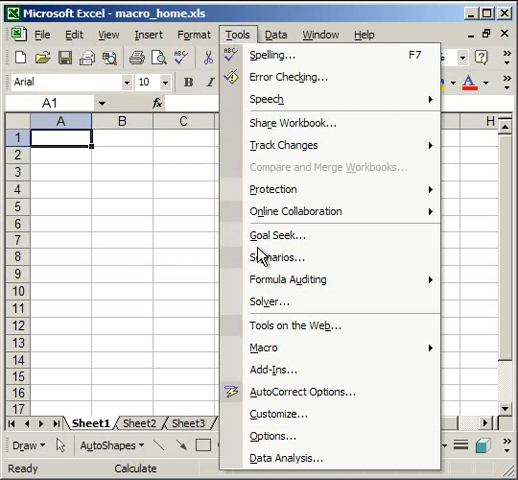 Microsoft Excel - macro_home.xls
File Edit View Insert Format Tools Data Window Help
Arial 10 B
A1 fx
A B C H
1
2
3
4
5
6
7
8
9
10
11
12
13
14
15
16
17
Spelling... F7
Error Checking...
Speech
Share Workbook...
Track Changes
Compare and Merge Workbooks...
Protection
Online Collaboration
Goal Seek...
Scenarios...
Formula Auditing
Solver...
Tools on the Web...
Macro
Add-Ins...
AutoCorrect Options...
Customize...
Options...
Data Analysis...
Sheet1 Sheet2 Sheet3
Draw AutoShapes
Ready Calculate